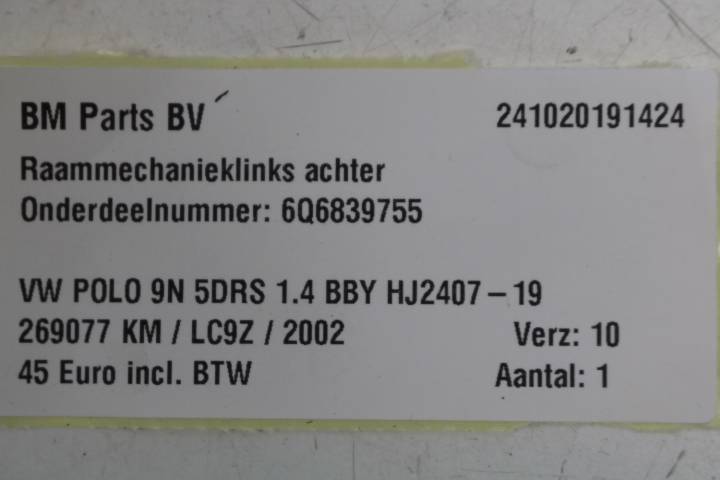 BM Parts BV 241020191424
Raammechanieklinks achter
Onderdeelnummer: 6Q6839755
VW POLO 9N 5DRS 1.4 BBY HJ2407 – 19
269077 KM / LC9Z / 2002 Verz: 10
45 Euro incl. BTW Aantal: 1